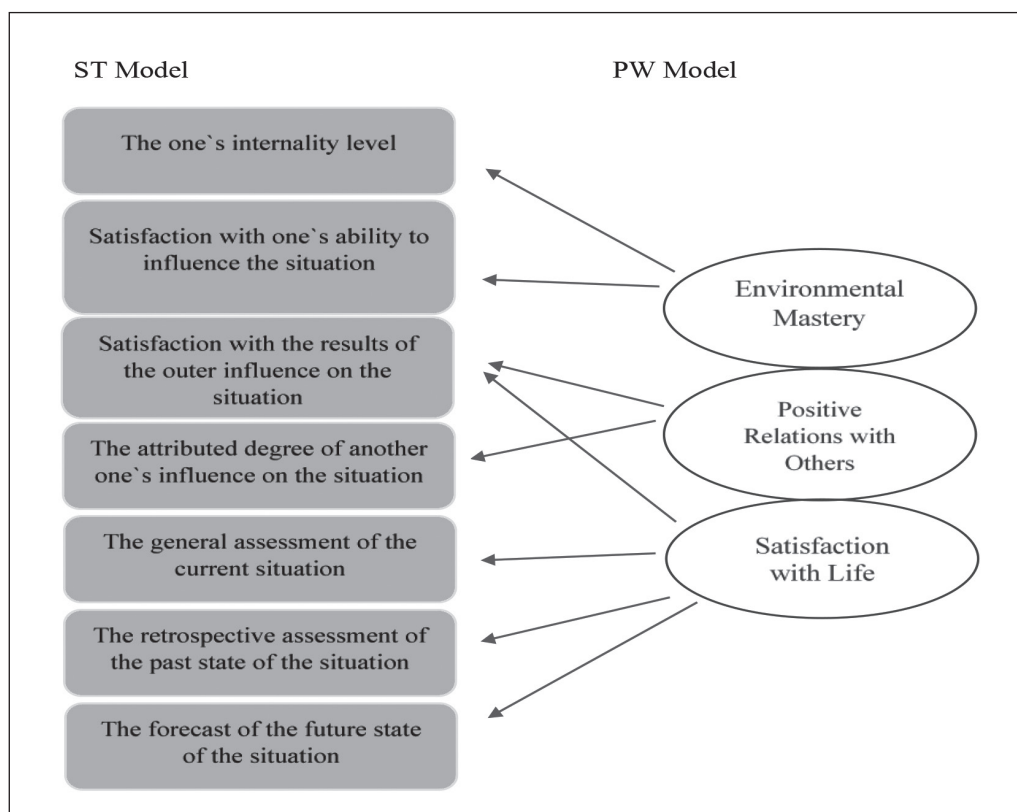 ST Model
PW Model
The one`s internality level
Satisfaction with one`s ability to
influence the situation
Satisfaction with the results of
the outer influence on the
situation
The attributed degree of another
one`s influence on the situation
The general assessment of the
current situation
The retrospective assessment of
the past state of the situation
The forecast of the future state
of the situation
Environmental
Mastery
Positive
Relations with
Others
Satisfaction
with Life